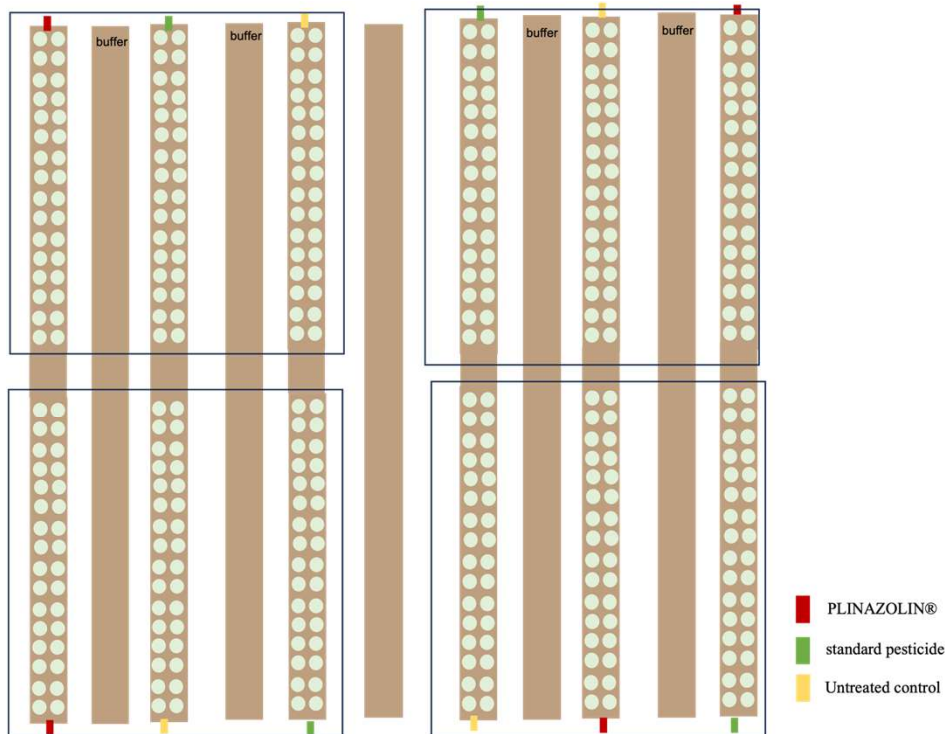 buffer
buffer
buffer
buffer
PLINAZOLIN®
standard pesticide
Untreated control